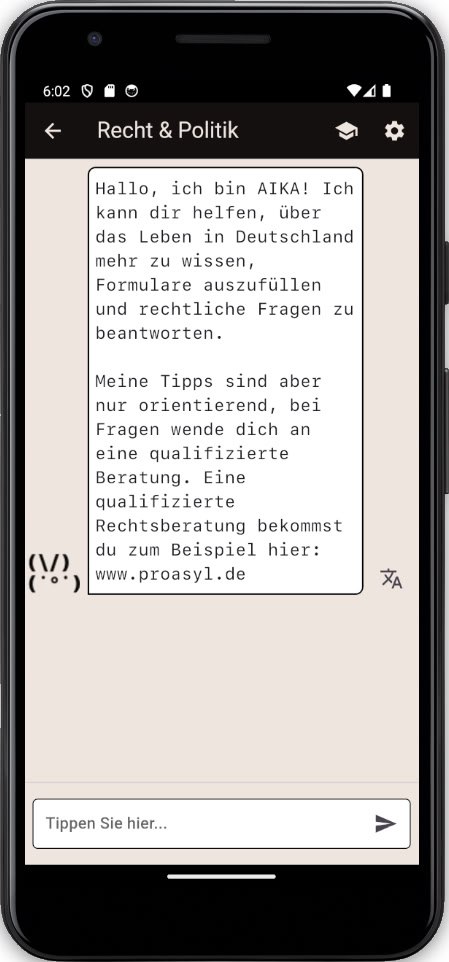 6:02
Recht & Politik
Hallo, ich bin AIKA! Ich
kann dir helfen, über
das Leben in Deutschland
mehr zu wissen,
Formulare auszufüllen
und rechtliche Fragen zu
beantworten.
Meine Tipps sind aber
nur orientierend, bei
Fragen wende dich an
eine qualifizierte
Beratung. Eine
qualifizierte
Rechtsberatung bekommst
du zum Beispiel hier:
www.proasyl.de
(\/)
(·°·)
Tippen Sie hier...